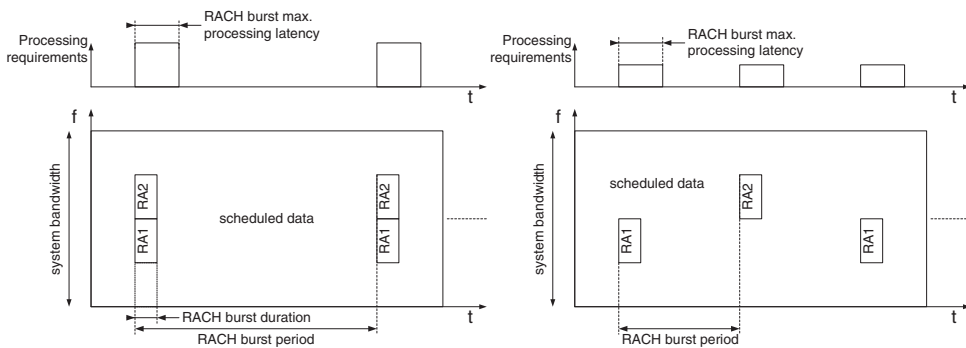 RACH burst max.
processing latency
Processing
requirements
t
f
system bandwidth
RA2
RA1
scheduled data
RA2
RA1
t
RACH burst duration
RACH burst period
RACH burst max.
processing latency
Processing
requirements
t
f
system bandwidth
scheduled data
RA2
RA1
RA1
t
RACH burst period